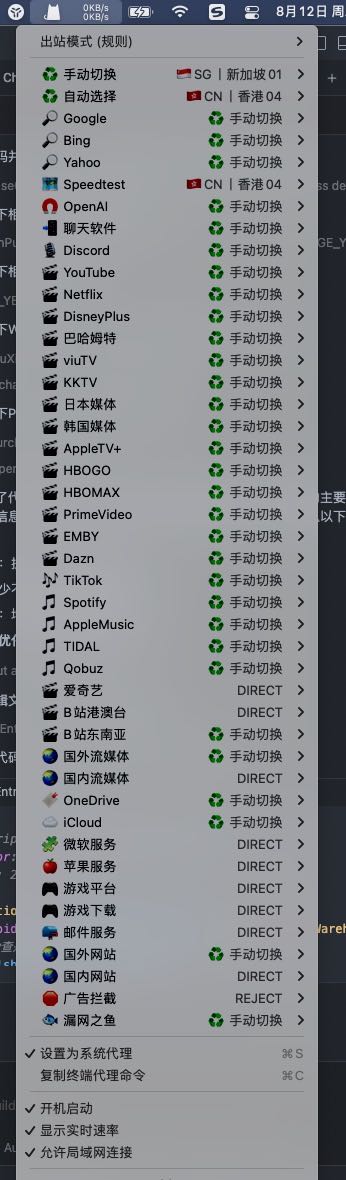 0KB/s
0KB/s
8月12日 周
出站模式 (规则)
手动切换 SG | 新加坡 01
自动选择 CN | 香港 04
Google 手动切换
Bing 手动切换
Yahoo 手动切换
Speedtest CN | 香港 04
OpenAI 手动切换
聊天软件 手动切换
Discord 手动切换
YouTube 手动切换
Netflix 手动切换
DisneyPlus 手动切换
巴哈姆特 手动切换
viuTV 手动切换
KKTV 手动切换
日本媒体 手动切换
韩国媒体 手动切换
AppleTV+ 手动切换
HBOGO 手动切换
HBOMAX 手动切换
PrimeVideo 手动切换
EMBY 手动切换
Dazn 手动切换
TikTok 手动切换
Spotify 手动切换
AppleMusic 手动切换
TIDAL 手动切换
Qobuz 手动切换
爱奇艺 DIRECT
B站港澳台 DIRECT
B站东南亚 手动切换
国外流媒体 手动切换
国内流媒体 DIRECT
OneDrive 手动切换
iCloud 手动切换
微软服务 DIRECT
苹果服务 DIRECT
游戏平台 DIRECT
游戏下载 DIRECT
邮件服务 DIRECT
国外网站 手动切换
国内网站 DIRECT
广告拦截 REJECT
漏网之鱼 手动切换
✓ 设置为系统代理 ⌘S
复制终端代理命令 ⌘C
✓ 开机启动
✓ 显示实时速率
✓ 允许局域网连接